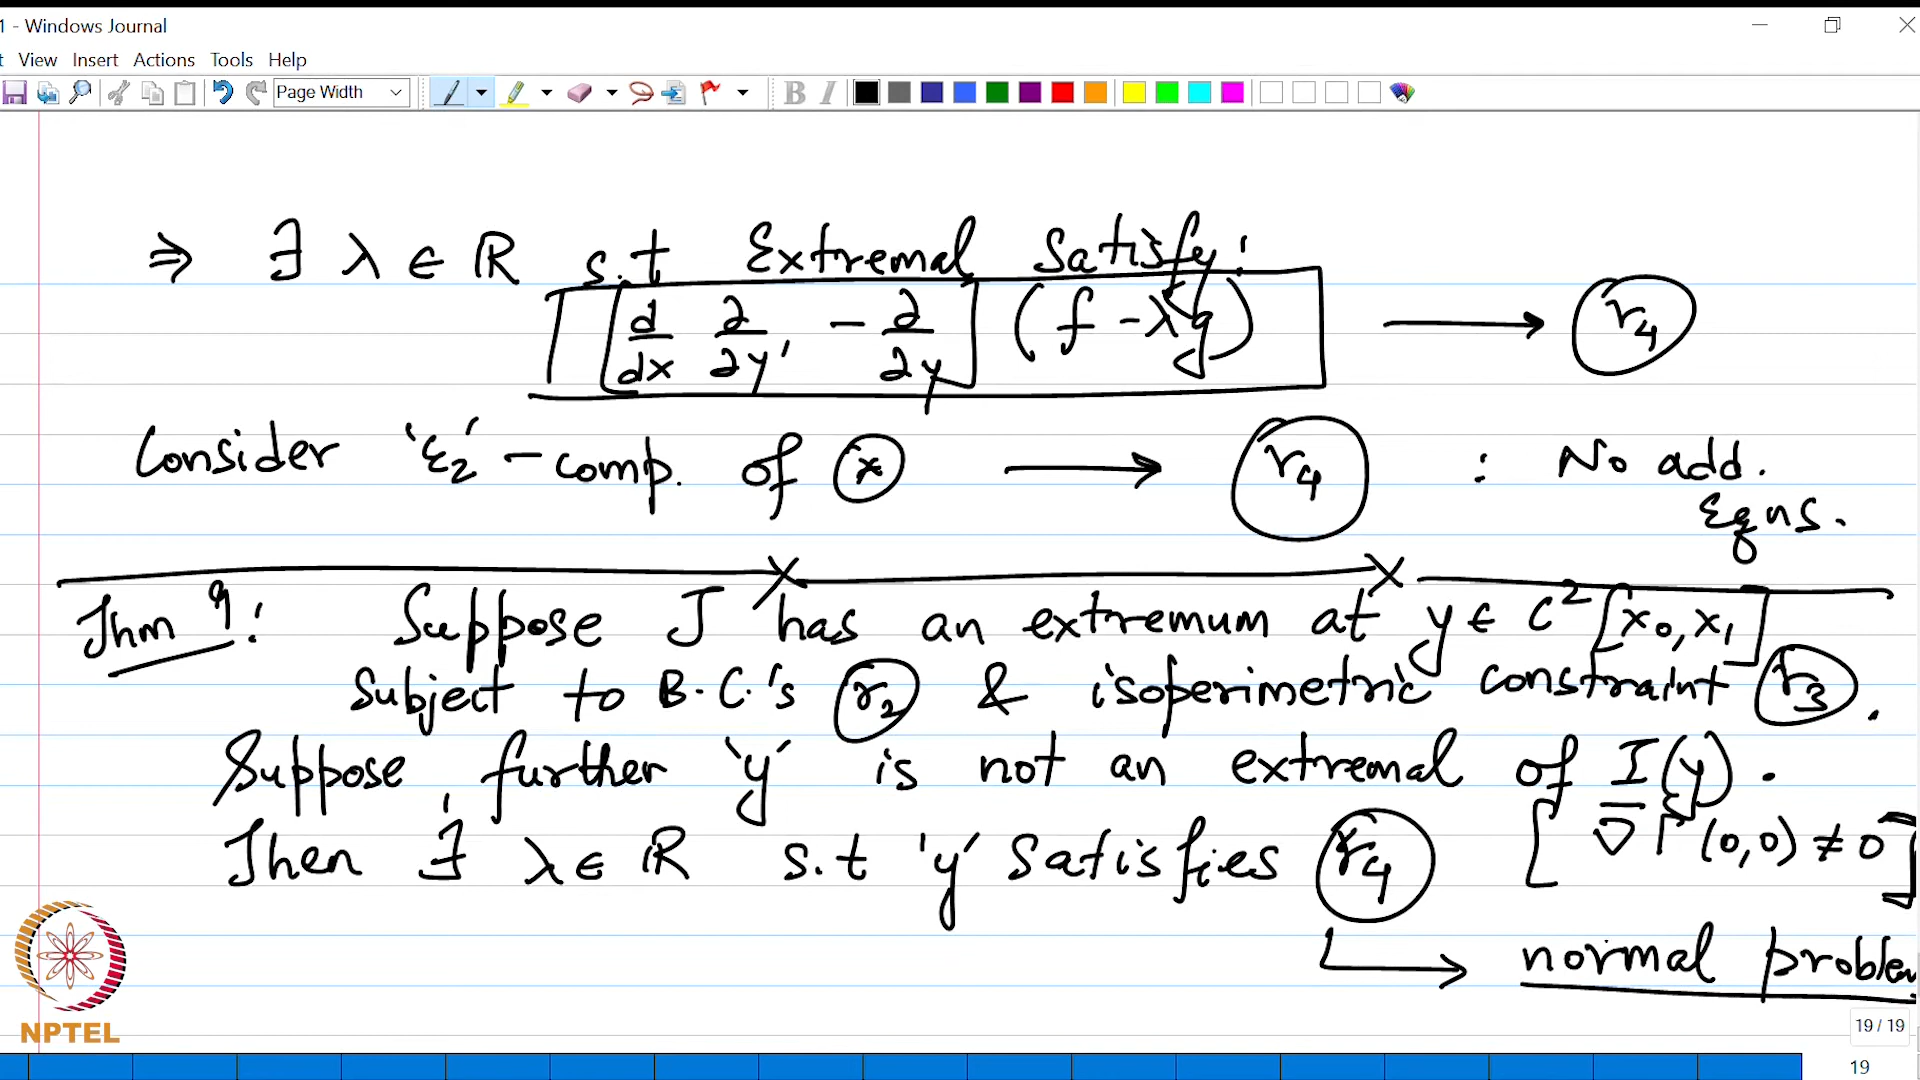 1 - Windows Journal
t View Insert Actions Tools Help
Page Width B I
⇒ ∃ λ ∈ ℝ s.t Extremal Satisfy:
[d/dx ∂/∂y' - ∂/∂y] (f - λg) → r4
Consider 'ε2' - comp. of * → r4 : No add.
Eqns.
Thm 9: Suppose J has an extremum at y ∈ C² [x0, x1]
Subject to B.C.'s r2 & isoperimetric constraint r3.
Suppose, further 'y' is not an extremal of I(y).
Then ∃ λ ∈ ℝ s.t 'y' satisfies r4 [ ∇Γε(0,0) ≠ 0 ]
↳ normal problem
NPTEL
19 / 19
19